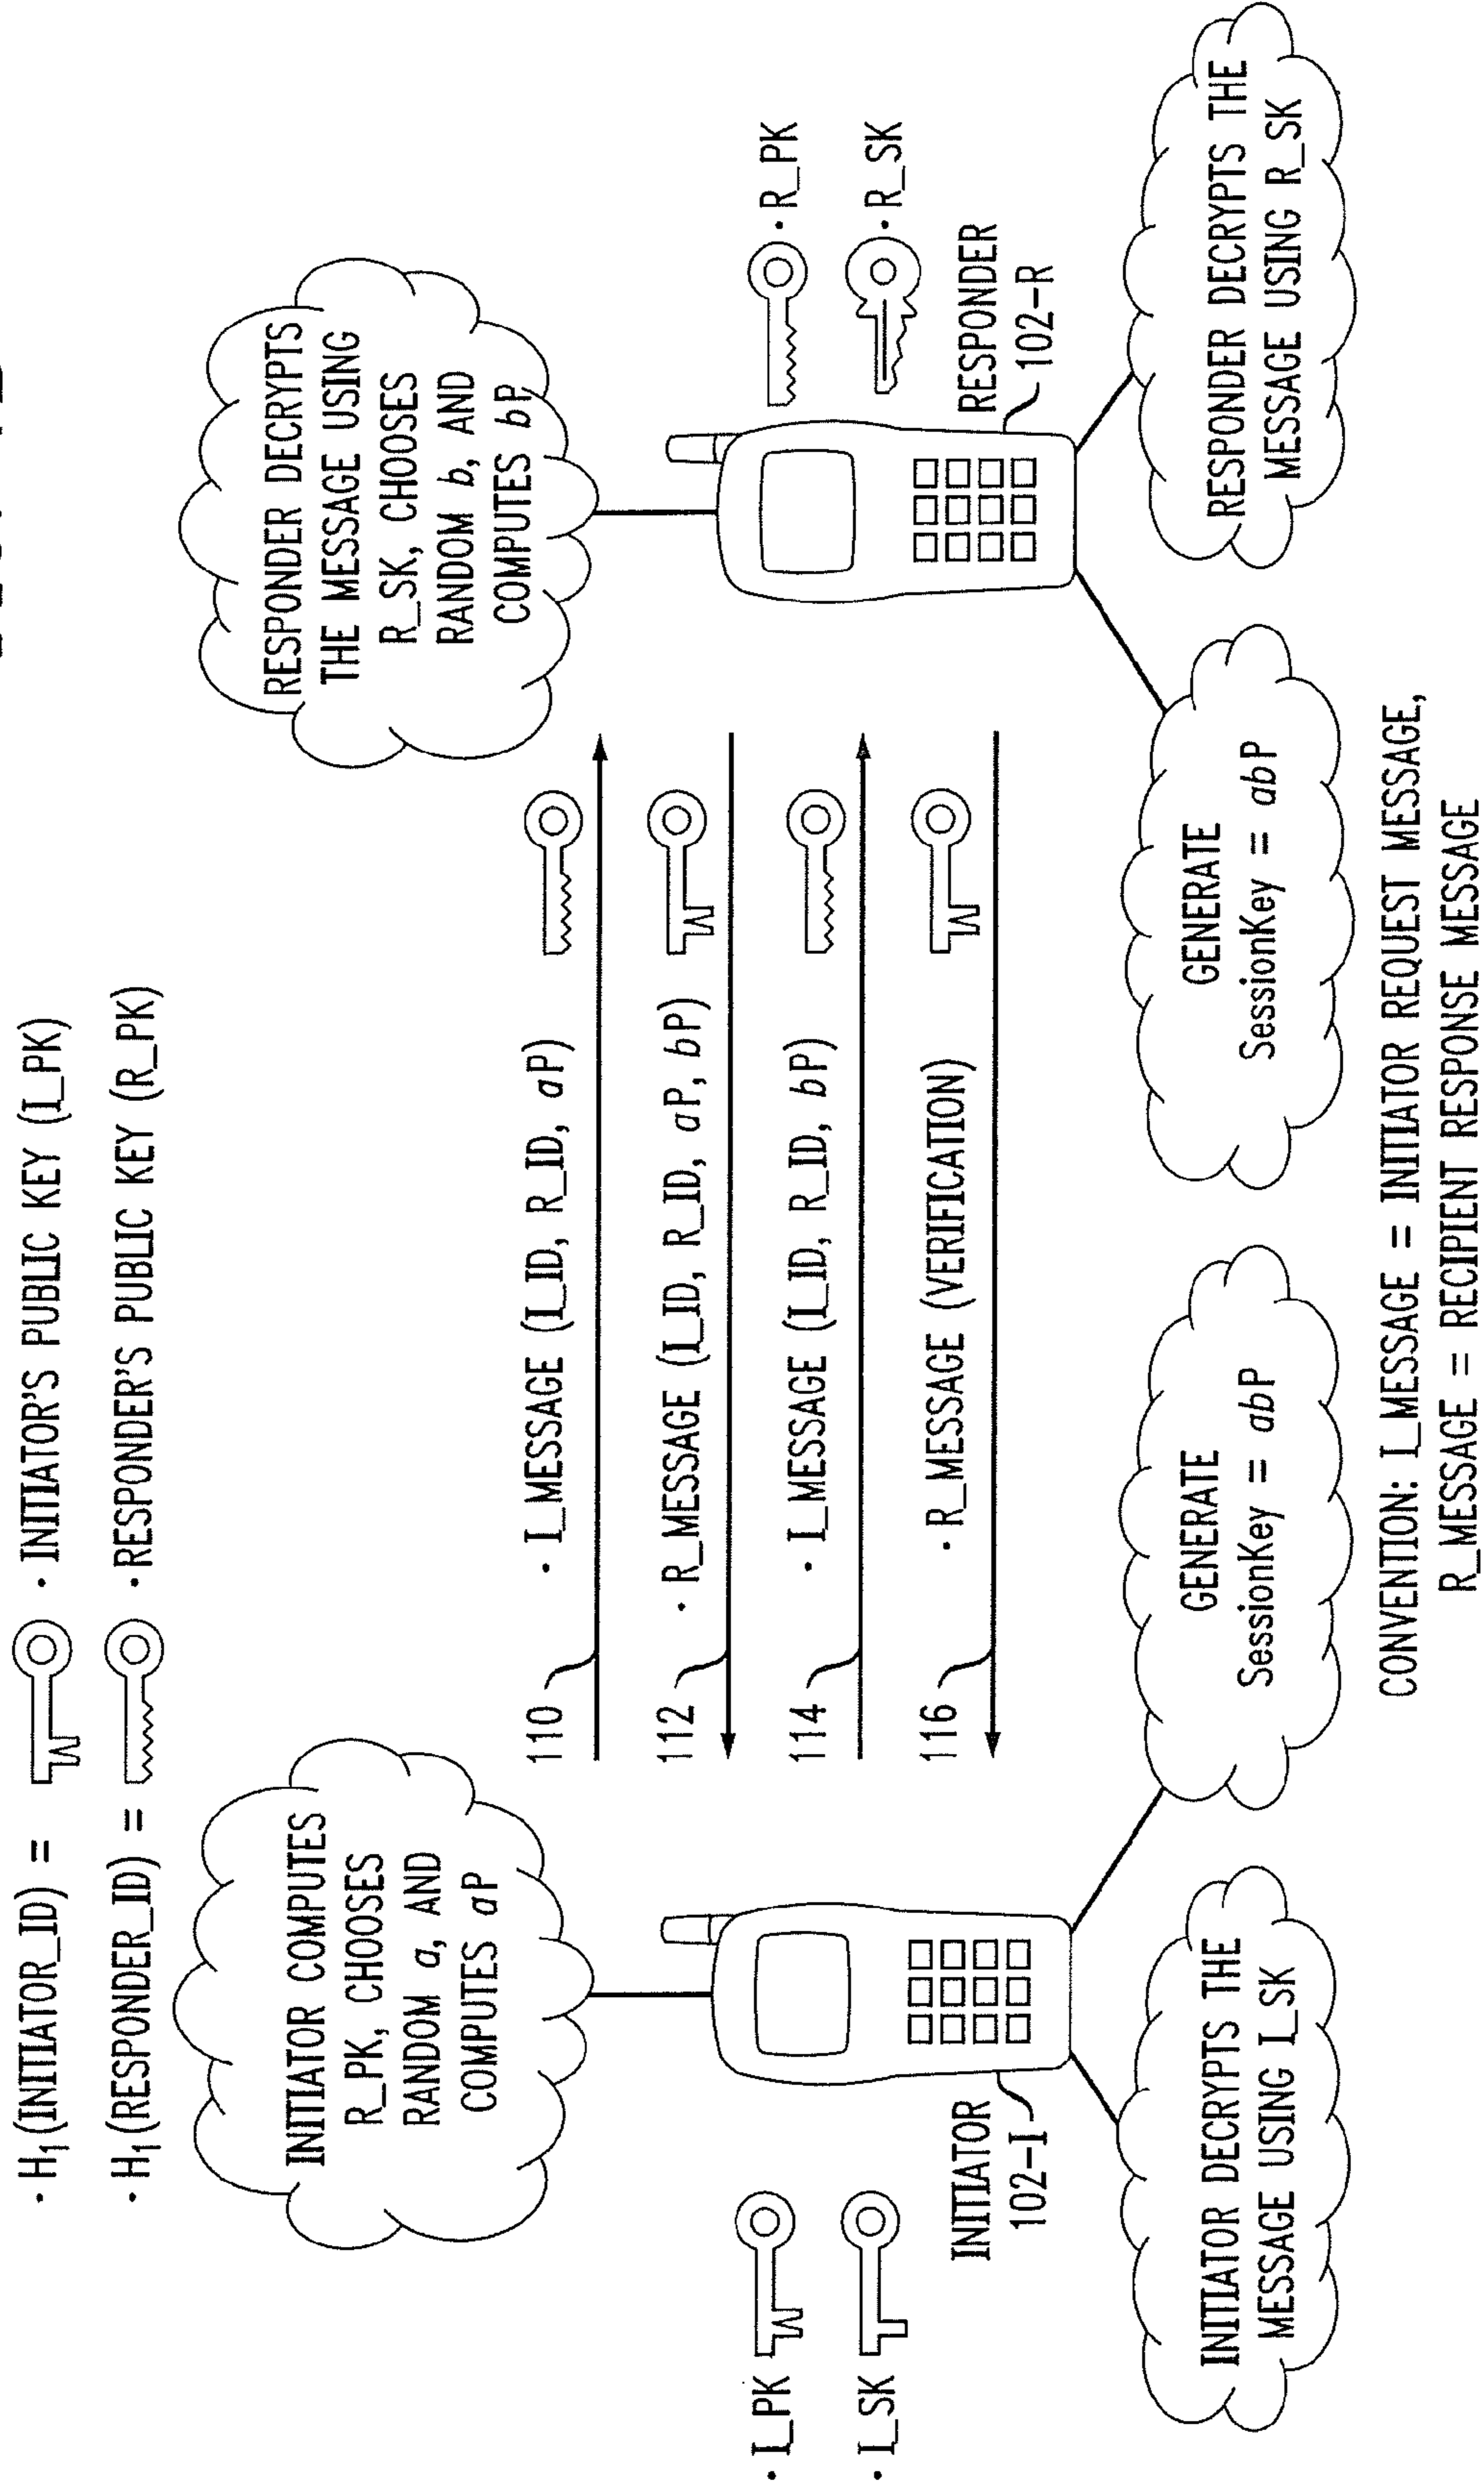 · H1(INITIATOR_ID) = · INITIATOR'S PUBLIC KEY (I_PK)
· H1(RESPONDER_ID) = · RESPONDER'S PUBLIC KEY (R_PK)
INITIATOR COMPUTES
R_PK, CHOOSES
RANDOM a, AND
COMPUTES aP
RESPONDER DECRYPTS
THE MESSAGE USING
R_SK, CHOOSES
RANDOM b, AND
COMPUTES bP
110
· I_MESSAGE (I_ID, R_ID, aP)
112
· R_MESSAGE (I_ID, R_ID, aP, bP)
114
· I_MESSAGE (I_ID, R_ID, bP)
116
· R_MESSAGE (VERIFICATION)
· I_PK
· I_SK
INITIATOR
102-I
· R_PK
· R_SK
RESPONDER
102-R
INITIATOR DECRYPTS THE
MESSAGE USING I_SK
GENERATE
SessionKey = abP
GENERATE
SessionKey = abP
RESPONDER DECRYPTS THE
MESSAGE USING R_SK
CONVENTION: I_MESSAGE = INITIATOR REQUEST MESSAGE,
R_MESSAGE = RECIPIENT RESPONSE MESSAGE